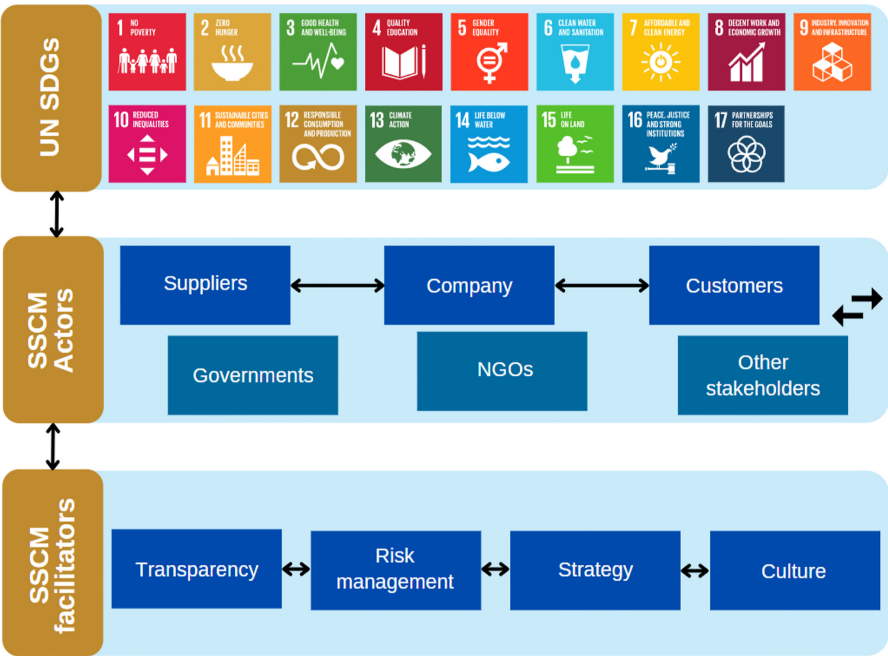 UN SDGs
1 NO
POVERTY
2 ZERO
HUNGER
3 GOOD HEALTH
AND WELL-BEING
4 QUALITY
EDUCATION
5 GENDER
EQUALITY
6 CLEAN WATER
AND SANITATION
7 AFFORDABLE AND
CLEAN ENERGY
8 DECENT WORK AND
ECONOMIC GROWTH
9 INDUSTRY, INNOVATION
AND INFRASTRUCTURE
10 REDUCED
INEQUALITIES
11 SUSTAINABLE CITIES
AND COMMUNITIES
12 RESPONSIBLE
CONSUMPTION
AND PRODUCTION
13 CLIMATE
ACTION
14 LIFE BELOW
WATER
15 LIFE
ON LAND
16 PEACE, JUSTICE
AND STRONG
INSTITUTIONS
17 PARTNERSHIPS
FOR THE GOALS
SSCM
Actors
Suppliers
Company
Customers
Governments
NGOs
Other
stakeholders
SSCM
facilitators
Transparency
Risk
management
Strategy
Culture